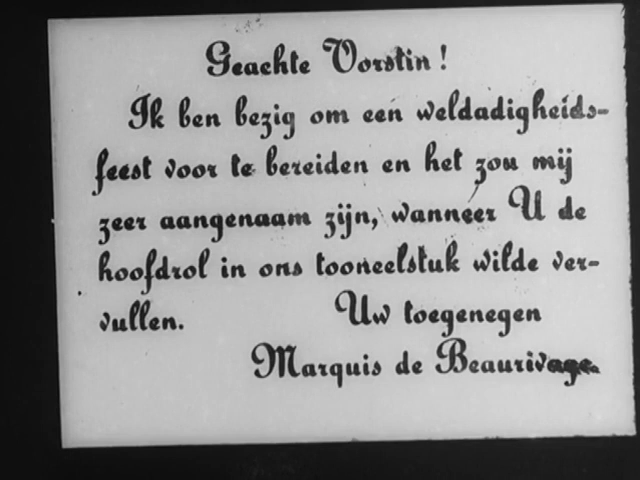 Geachte Vorstin!
Ik ben bezig om een weldadigheids-
feest voor te bereiden en het zou mij
zeer aangenaam zijn, wanneer U de
hoofdrol in ons tooneelstuk wilde ver-
vullen. Uw toegenegen
Marquis de Beaurivage.